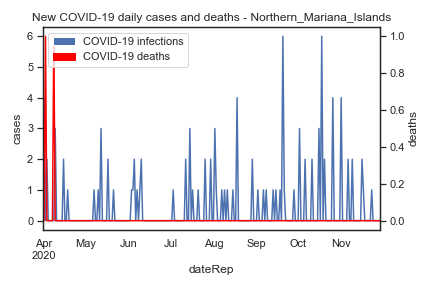 New COVID-19 daily cases and deaths - Northern_Mariana_Islands
COVID-19 infections
COVID-19 deaths
6
5
4
3
2
1
0
cases
1.0
0.8
0.6
0.4
0.2
0.0
deaths
Apr May Jun Jul Aug Sep Oct Nov
2020
dateRep